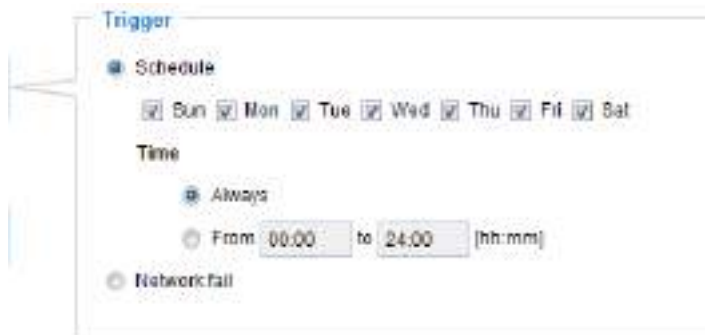 Trigger
Schedule
Sun Mon Tue Wed Thu Fri Sat
Time
Always
From 00:00 to 24:00 [hh:mm]
Network fail